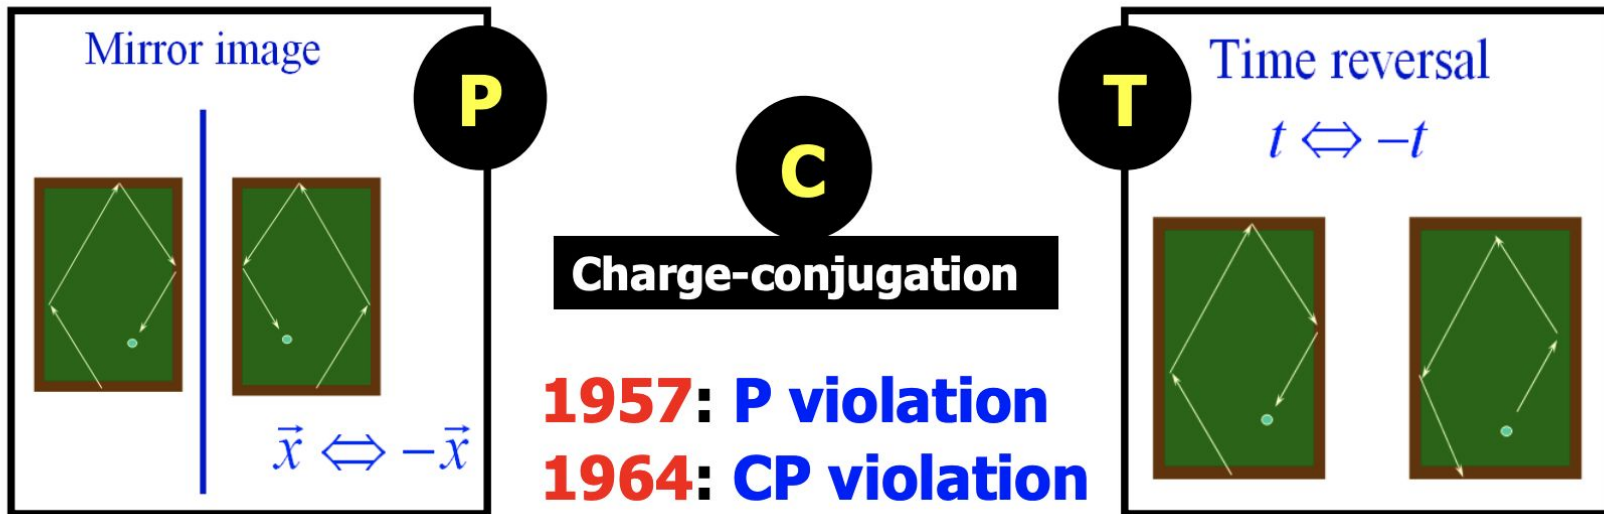 Mirror image
P
x⃗ ⇔ −x⃗
C
Charge-conjugation
1957: P violation
1964: CP violation
T
Time reversal
t ⇔ −t